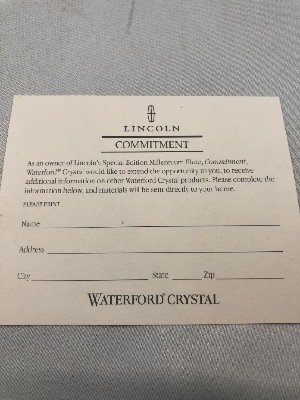 LINCOLN
COMMITMENT
As an owner of Lincoln's Special Edition Millennium Flute, Commitment,
Waterford® Crystal would like to extend the opportunity to you, to receive
additional information on other Waterford Crystal products. Please complete the
information below, and materials will be sent directly to your home.
PLEASE PRINT
Name
Address
City State Zip
WATERFORD® CRYSTAL